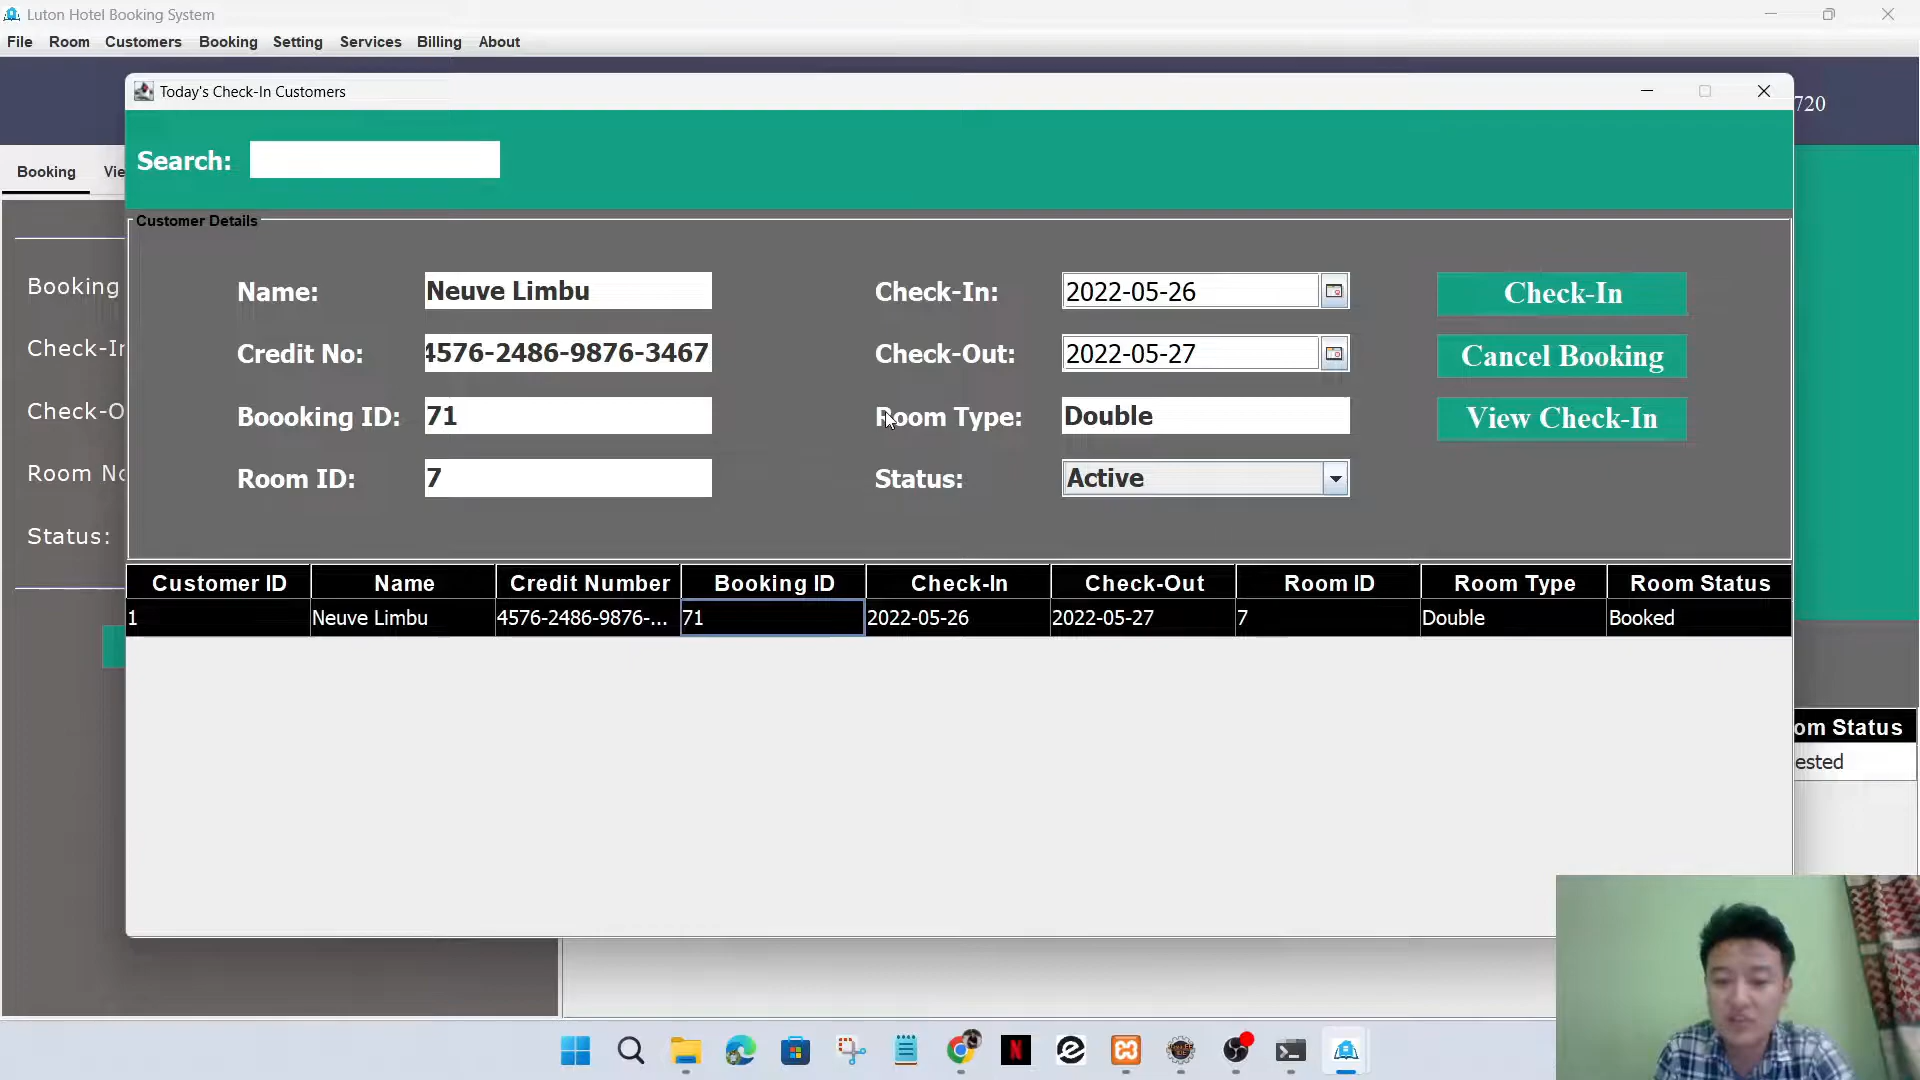 Luton Hotel Booking System
File Room Customers Booking Setting Services Billing About
Today's Check-In Customers
720
Search:
Booking
Vie
Customer Details
Booking
Check-In
Check-O
Room No
Status:
Name: Neuve Limbu Check-In: 2022-05-26 Check-In
Credit No: 4576-2486-9876-3467 Check-Out: 2022-05-27 Cancel Booking
Boooking ID: 71 Room Type: Double View Check-In
Room ID: 7 Status: Active
Customer ID Name Credit Number Booking ID Check-In Check-Out Room ID Room Type Room Status
1 Neuve Limbu 4576-2486-9876-... 71 2022-05-26 2022-05-27 7 Double Booked
om Status
ested
N